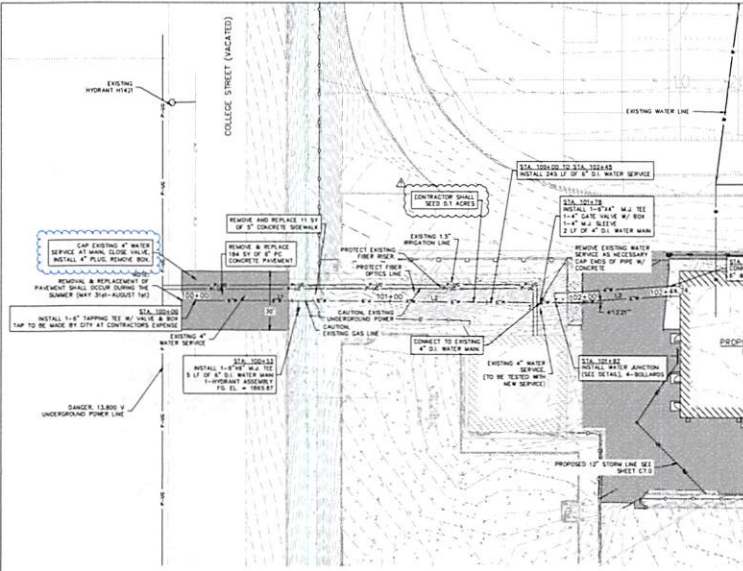 COLLEGE STREET (VACATED)
EXISTING
HYDRANT H1421
EXISTING WATER LINE
STA. 100+00 TO STA. 102+45
INSTALL 245 LF OF 6" D.I. WATER SERVICE
CONTRACTOR SHALL
SEED 0.1 ACRES
STA. 101+78
INSTALL 1-6"X4" M.J. TEE
1-4" GATE VALVE W/ BOX
1-4" M.J. SLEEVE
2 LF OF 4" D.I. WATER MAIN
REMOVE AND REPLACE 11 SY
OF 5" CONCRETE SIDEWALK
CAP EXISTING 4" WATER
SERVICE AT MAIN, CLOSE VALVE,
INSTALL 4" PLUG, REMOVE BOX.
REMOVE & REPLACE
184 SY OF 6" PC
CONCRETE PAVEMENT
EXISTING 1.5"
IRRIGATION LINE
PROTECT EXISTING
FIBER RISER
PROTECT FIBER
OPTICS LINE
REMOVE EXISTING WATER
SERVICE AS NECESSARY
CAP ENDS OF PIPE W/
CONCRETE
NOTE:
REMOVAL & REPLACEMENT OF
PAVEMENT SHALL OCCUR DURING THE
SUMMER (MAY 31st-AUGUST 1st)
100+00
101+00
L2
102+00
L3
102+45
STA. 100+00
INSTALL 1-6" TAPPING TEE W/ VALVE & BOX
TAP TO BE MADE BY CITY AT CONTRACTORS EXPENSE
30'
CAUTION, EXISTING
UNDERGROUND POWER
CAUTION,
EXISTING GAS LINE
EXISTING 4"
WATER SERVICE
CONNECT TO EXISTING
4" D.I. WATER MAIN
STA. 100+53
INSTALL 1-6"X6" M.J. TEE
5 LF OF 6" D.I. WATER MAIN
1-HYDRANT ASSEMBLY
EXISTING 4" WATER
SERVICE,
(TO BE TESTED WITH
NEW SERVICE)
STA. 101+82
INSTALL WATER JUNCTION
(SEE DETAIL), 4-BOLLARDS
DANGER, 13,800 V
UNDERGROUND POWER LINE
PROPOSED 12" STORM LINE SEE
SHEET C7.0